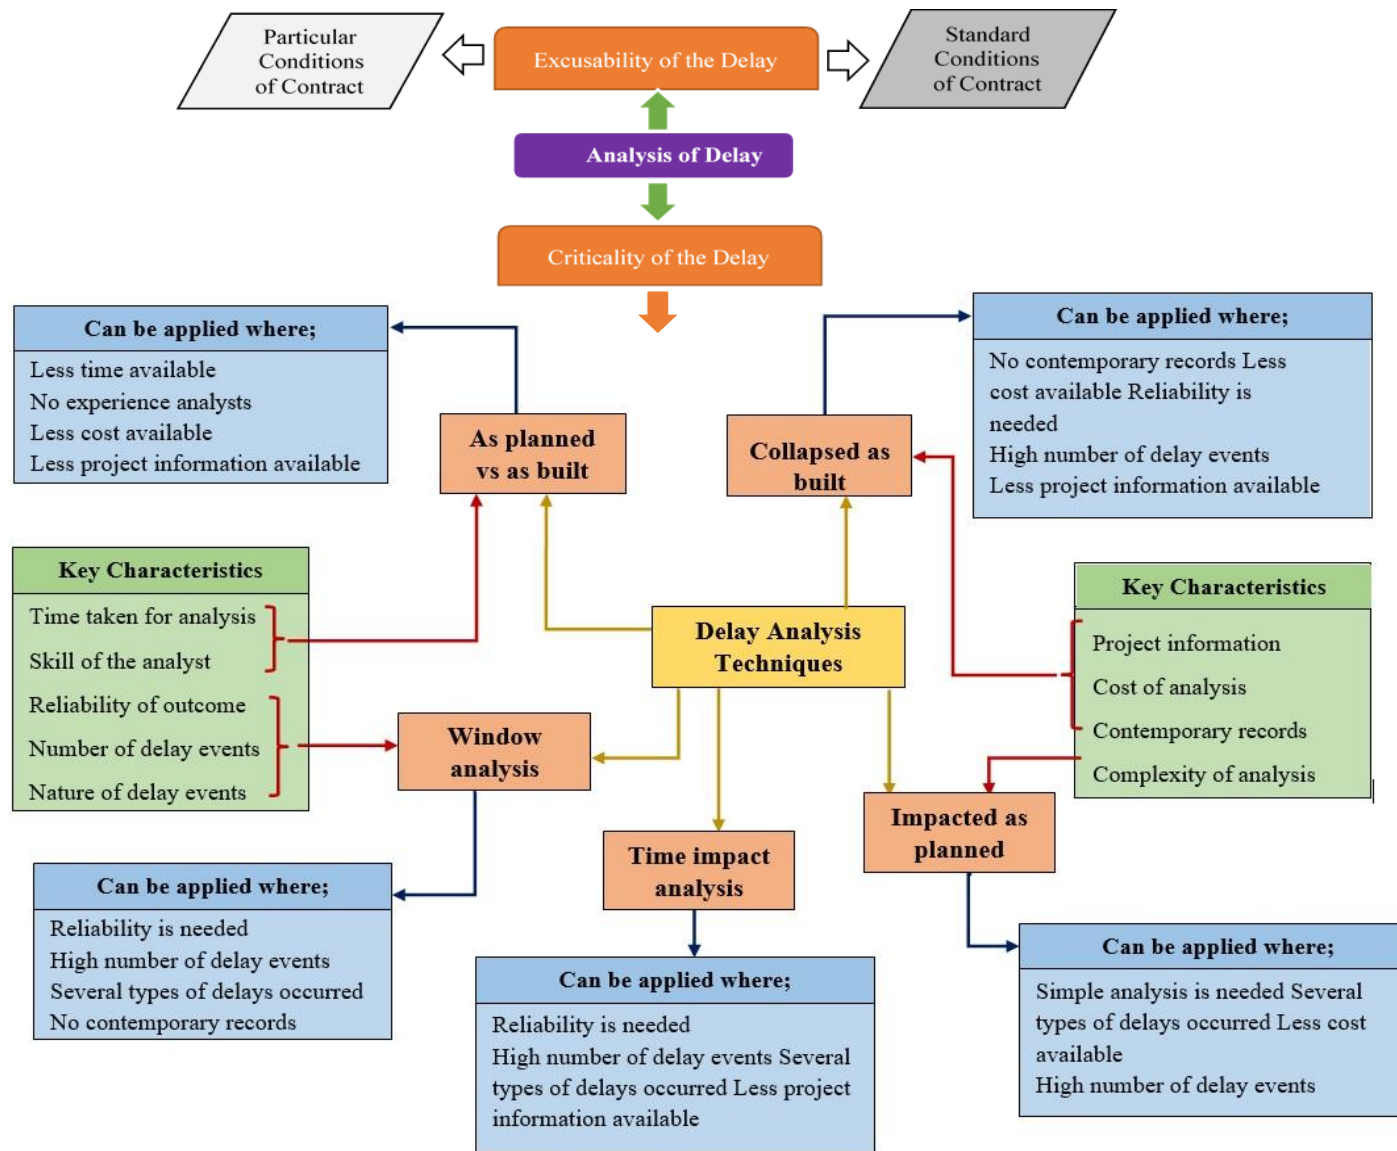 Particular
Conditions
of Contract
Excusability of the Delay
Standard
Conditions
of Contract
Analysis of Delay
Criticality of the Delay
Can be applied where;
Less time available
No experience analysts
Less cost available
Less project information available
As planned
vs as built
Collapsed as
built
Can be applied where;
No contemporary records Less
cost available Reliability is
needed
High number of delay events
Less project information available
Key Characteristics
Time taken for analysis
Skill of the analyst
Reliability of outcome
Number of delay events
Nature of delay events
Delay Analysis
Techniques
Key Characteristics
Project information
Cost of analysis
Contemporary records
Complexity of analysis
Window
analysis
Time impact
analysis
Impacted as
planned
Can be applied where;
Reliability is needed
High number of delay events
Several types of delays occurred
No contemporary records
Can be applied where;
Reliability is needed
High number of delay events Several
types of delays occurred Less project
information available
Can be applied where;
Simple analysis is needed Several
types of delays occurred Less cost
available
High number of delay events